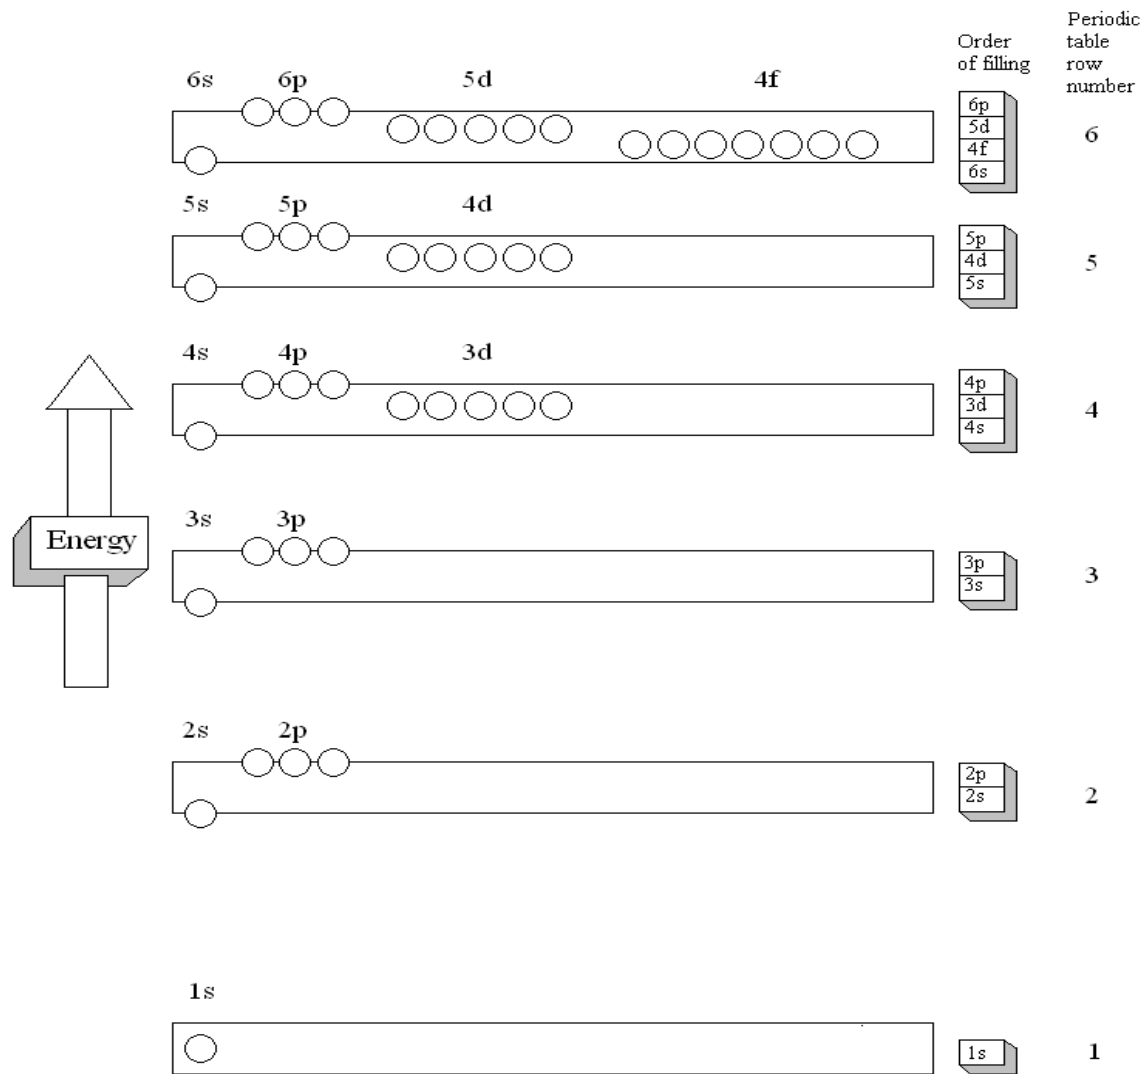 Periodic
table
row
number
Order
of filling
6s 6p 5d 4f
6p
5d
4f
6s
6
5s 5p 4d
5p
4d
5s
5
4s 4p 3d
4p
3d
4s
4
Energy
3s 3p
3p
3s
3
2s 2p
2p
2s
2
1s
1s
1